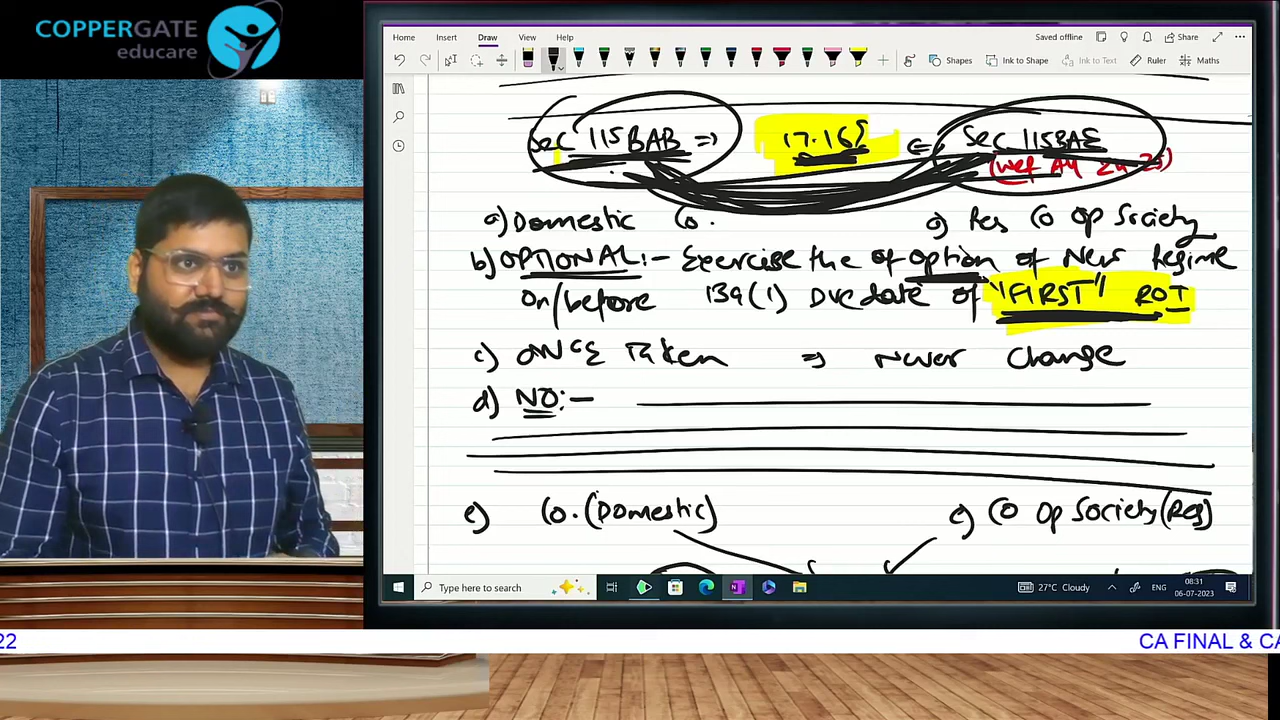 COPPERGATE
educare
Home Insert Draw View Help
Saved offline
Share
Shapes
Ink to Shape
Ink to Text
Ruler
Maths
Sec 115BAB => 17.16% <= Sec 115BAE
(wef AY 24 25)
a) Domestic Co.
a) Res Co Op Society
b) OPTIONAL:- Exercise the of option of New Regime
on/before 139(1) Due date of "FIRST" ROI
c) ONCE Taken => Never Change
d) NO:-
e) Co. (Domestic)
e) Co Op Society (Res)
Type here to search
27°C Cloudy
ENG
08:31
06-07-2023
22
CA FINAL & CA